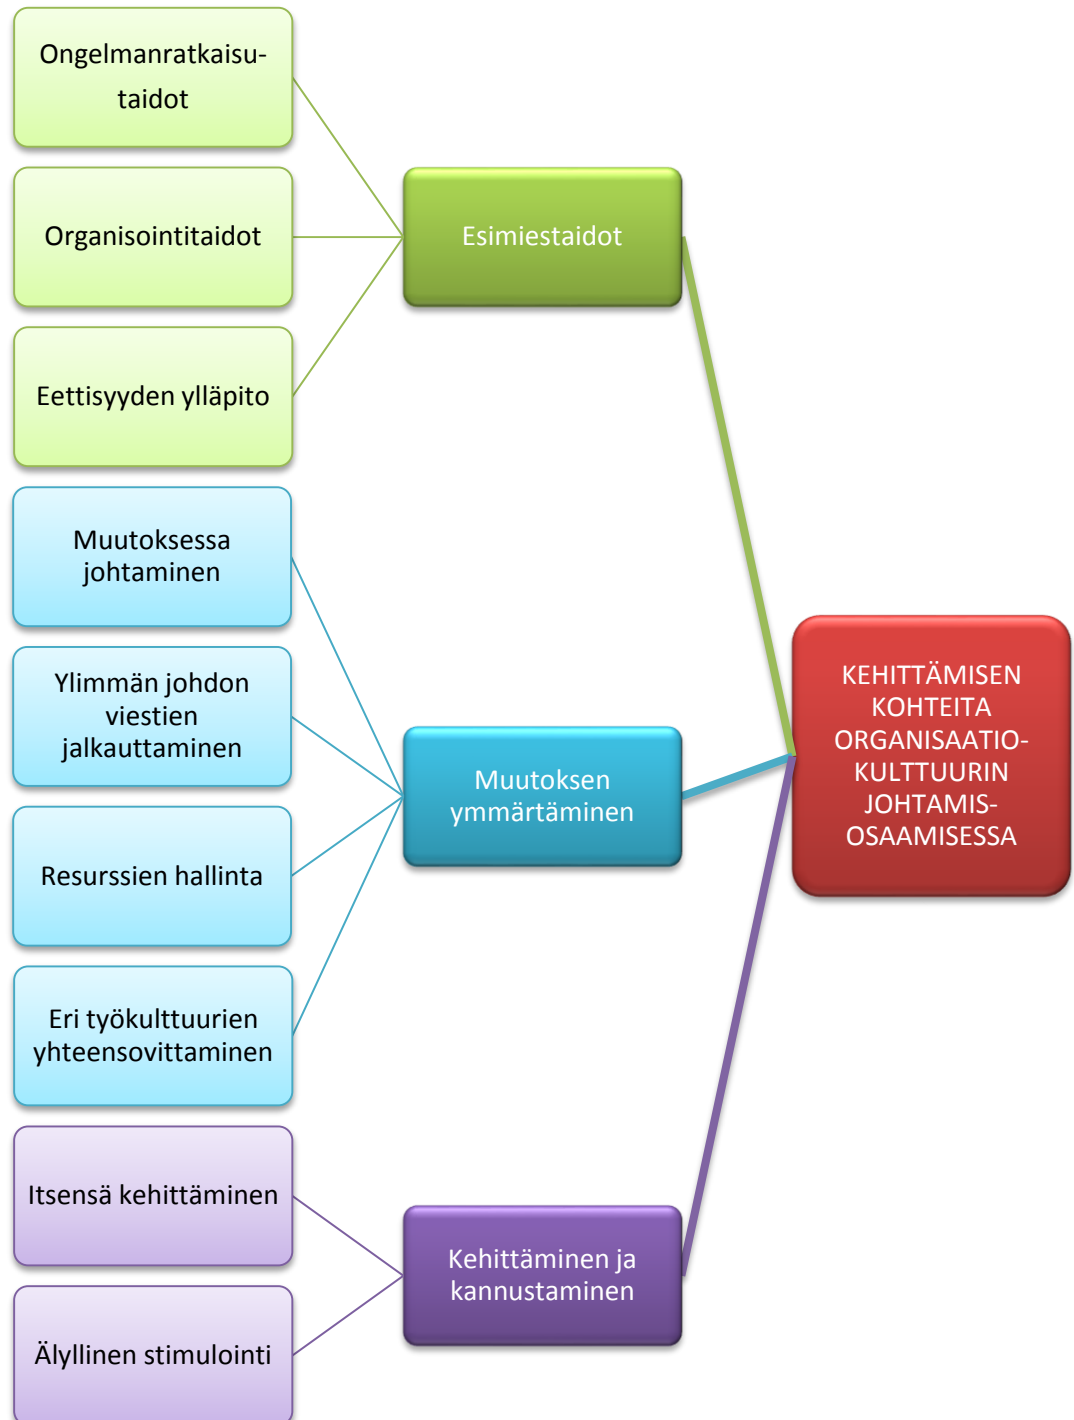 Ongelmanratkaisu-
taidot
Organisointitaidot
Eettisyyden ylläpito
Esimiestaidot
Muutoksessa
johtaminen
Ylimmän johdon
viestien
jalkauttaminen
Resurssien hallinta
Eri työkulttuurien
yhteensovittaminen
Muutoksen
ymmärtäminen
Itsensä kehittäminen
Älyllinen stimulointi
Kehittäminen ja
kannustaminen
KEHITTÄMISEN
KOHTEITA
ORGANISAATIO-
KULTTUURIN
JOHTAMIS-
OSAAMISESSA